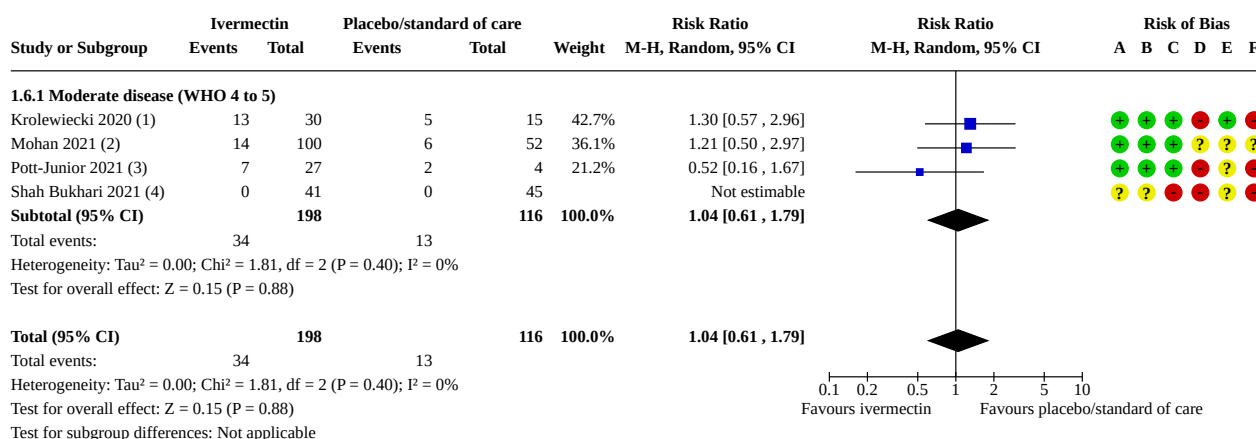 Ivermectin Placebo/standard of care Risk Ratio Risk Ratio Risk of Bias
Study or Subgroup Events Total Events Total Weight M-H, Random, 95% CI M-H, Random, 95% CI A B C D E F
1.6.1 Moderate disease (WHO 4 to 5)
Krolewiecki 2020 (1) 13 30 5 15 42.7% 1.30 [0.57 , 2.96] + + + - + -
Mohan 2021 (2) 14 100 6 52 36.1% 1.21 [0.50 , 2.97] + + + ? ? ?
Pott-Junior 2021 (3) 7 27 2 4 21.2% 0.52 [0.16 , 1.67] + + + - ? -
Shah Bukhari 2021 (4) 0 41 0 45 Not estimable ? ? - - ? -
Subtotal (95% CI) 198 116 100.0% 1.04 [0.61 , 1.79]
Total events: 34 13
Heterogeneity: Tau² = 0.00; Chi² = 1.81, df = 2 (P = 0.40); I² = 0%
Test for overall effect: Z = 0.15 (P = 0.88)
Total (95% CI) 198 116 100.0% 1.04 [0.61 , 1.79]
Total events: 34 13
Heterogeneity: Tau² = 0.00; Chi² = 1.81, df = 2 (P = 0.40); I² = 0%
0.1 0.2 0.5 1 2 5 10
Test for overall effect: Z = 0.15 (P = 0.88) Favours ivermectin Favours placebo/standard of care
Test for subgroup differences: Not applicable